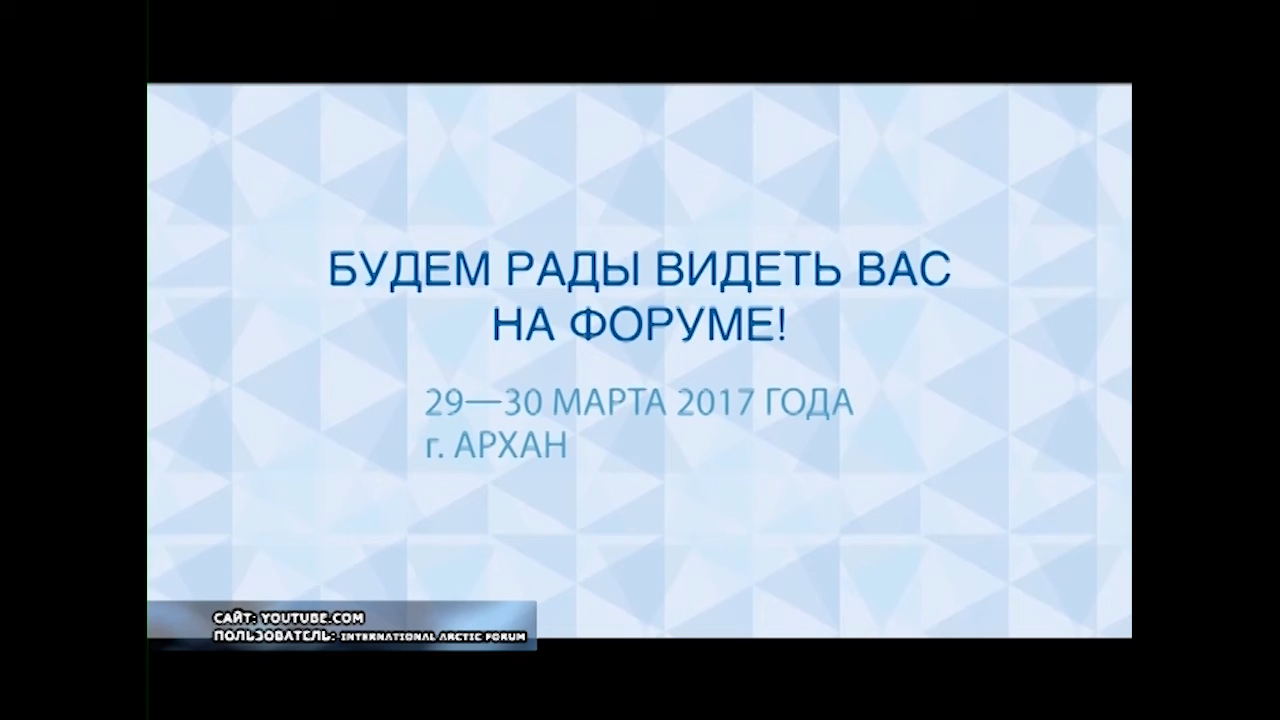 БУДЕМ РАДЫ ВИДЕТЬ ВАС
НА ФОРУМЕ!
29—30 МАРТА 2017 ГОДА
г. АРХАН
САЙТ: YOUTUBE.COM
ПОЛЬЗОВАТЕЛЬ: INTERNATIONAL ARCTIC FORUM